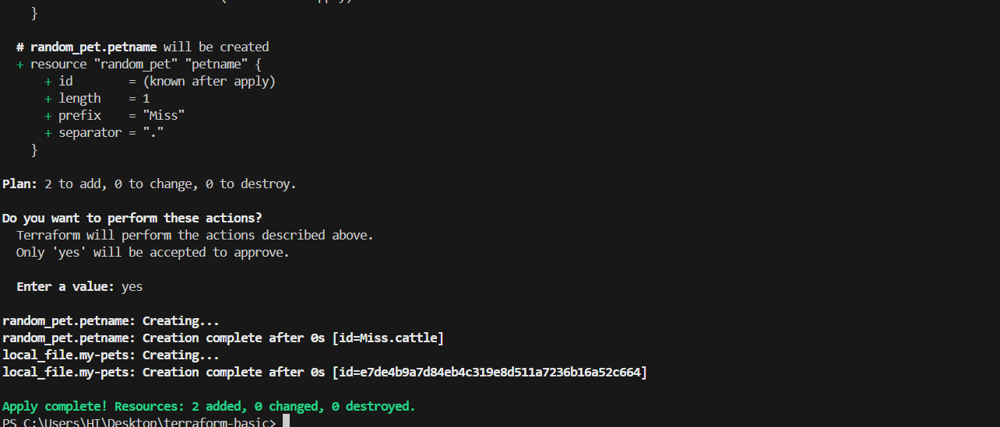 }
# random_pet.petname will be created
+ resource "random_pet" "petname" {
+ id        = (known after apply)
+ length    = 1
+ prefix    = "Miss"
+ separator = "."
}
Plan: 2 to add, 0 to change, 0 to destroy.
Do you want to perform these actions?
Terraform will perform the actions described above.
Only 'yes' will be accepted to approve.
Enter a value: yes
random_pet.petname: Creating...
random_pet.petname: Creation complete after 0s [id=Miss.cattle]
local_file.my-pets: Creating...
local_file.my-pets: Creation complete after 0s [id=e7de4b9a7d84eb4c319e8d511a7236b16a52c664]
Apply complete! Resources: 2 added, 0 changed, 0 destroyed.
PS C:\Users\HI\Desktop\terraform-basic>